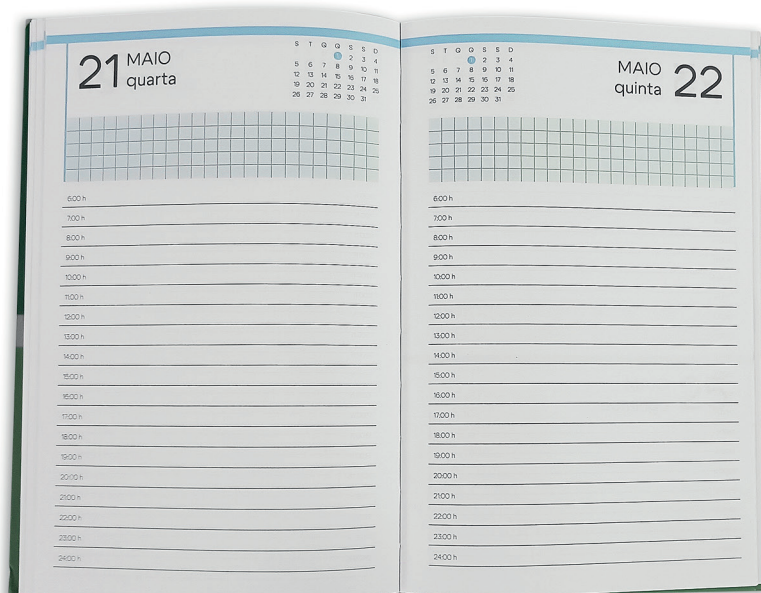 21 MAIO
quarta
S T Q Q S S D
1 2 3 4
5 6 7 8 9 10 11
12 13 14 15 16 17 18
19 20 21 22 23 24 25
26 27 28 29 30 31
6:00 h
7:00 h
8:00 h
9:00 h
10:00 h
11:00 h
12:00 h
13:00 h
14:00 h
15:00 h
16:00 h
17:00 h
18:00 h
19:00 h
20:00 h
21:00 h
22:00 h
23:00 h
24:00 h
S T Q Q S S D
1 2 3 4
5 6 7 8 9 10 11
12 13 14 15 16 17 18
19 20 21 22 23 24 25
26 27 28 29 30 31
MAIO 22
quinta
6:00 h
7:00 h
8:00 h
9:00 h
10:00 h
11:00 h
12:00 h
13:00 h
14:00 h
15:00 h
16:00 h
17:00 h
18:00 h
19:00 h
20:00 h
21:00 h
22:00 h
23:00 h
24:00 h